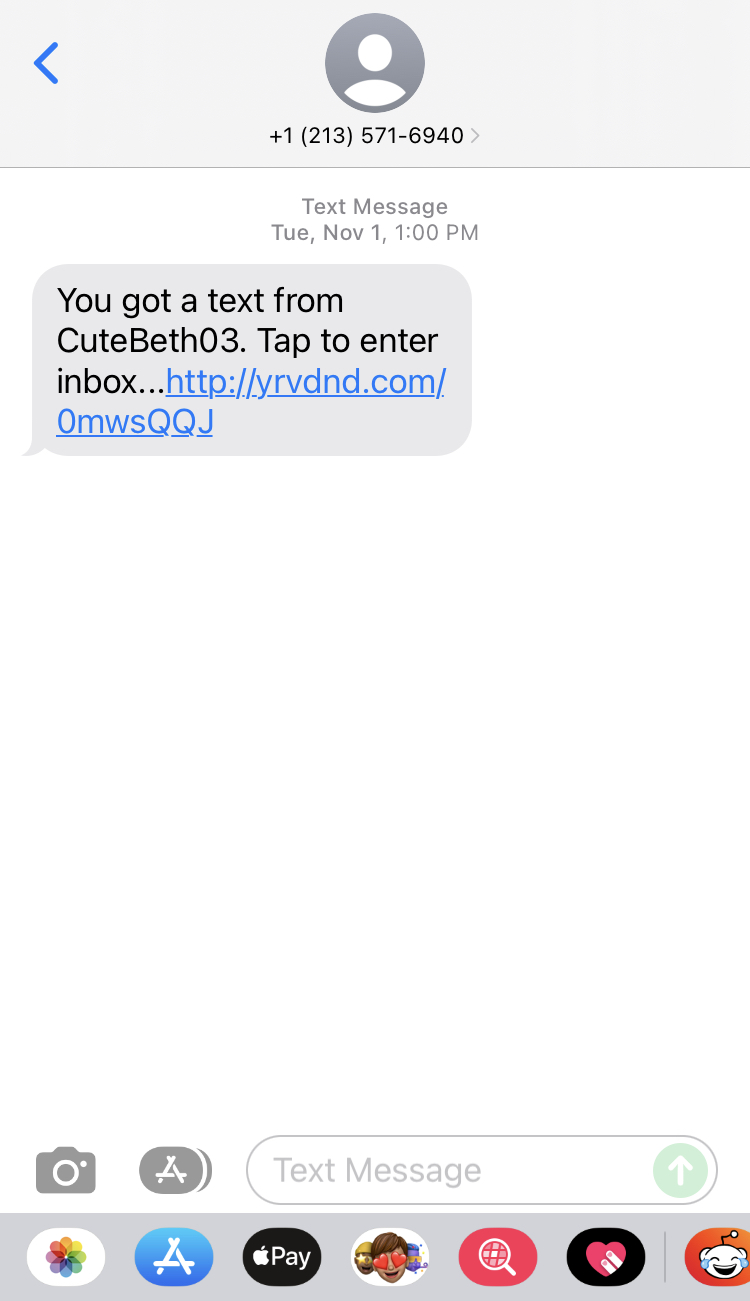 +1 (213) 571-6940
Text Message
Tue, Nov 1, 1:00 PM
You got a text from
CuteBeth03. Tap to enter
inbox...http://yrvdnd.com/
0mwsQQJ
Text Message
Pay